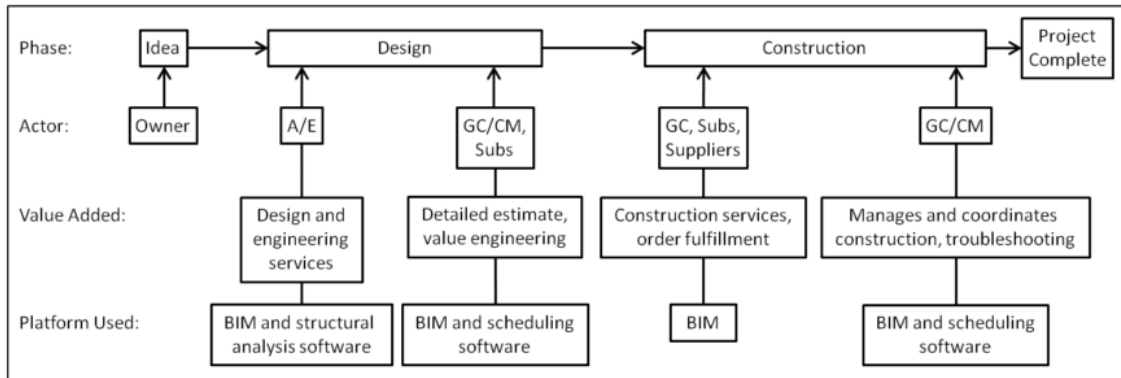 Phase:
Idea
Design
Construction
Project
Complete
Actor:
Owner
A/E
GC/CM,
Subs
GC, Subs,
Suppliers
GC/CM
Value Added:
Design and
engineering
services
Detailed estimate,
value engineering
Construction services,
order fulfillment
Manages and coordinates
construction, troubleshooting
Platform Used:
BIM and structural
analysis software
BIM and scheduling
software
BIM
BIM and scheduling
software